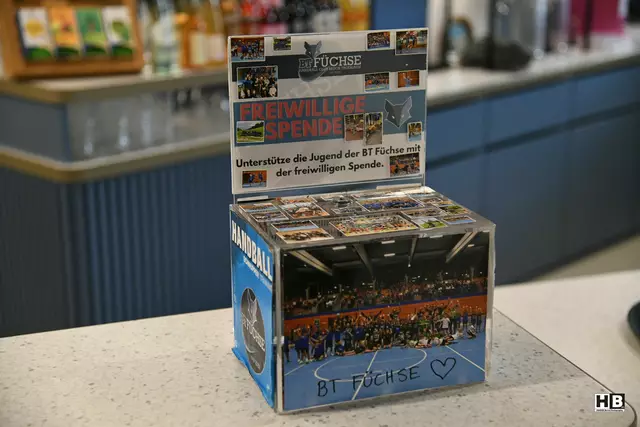 BT FÜCHSE
FREIWILLIGE
SPENDE
Unterstütze die Jugend der BT Füchse mit
der freiwilligen Spende.
HANDBALL
FÜCHSE
BT FÜCHSE ♡
HB